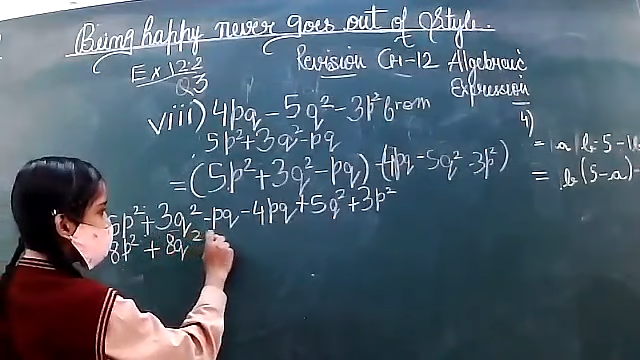 Being happy never goes out of Style.
Ex 12.2
Q3
Revision CH-12 Algebraic
Expression
viii) 4pq - 5q² - 3p² from
5p² + 3q² - pq
= (5p² + 3q² - pq) - (4pq - 5q² - 3p²)
5p² + 3q² - pq - 4pq + 5q² + 3p²
8p² + 8q² -
4)
= b(5-a)-